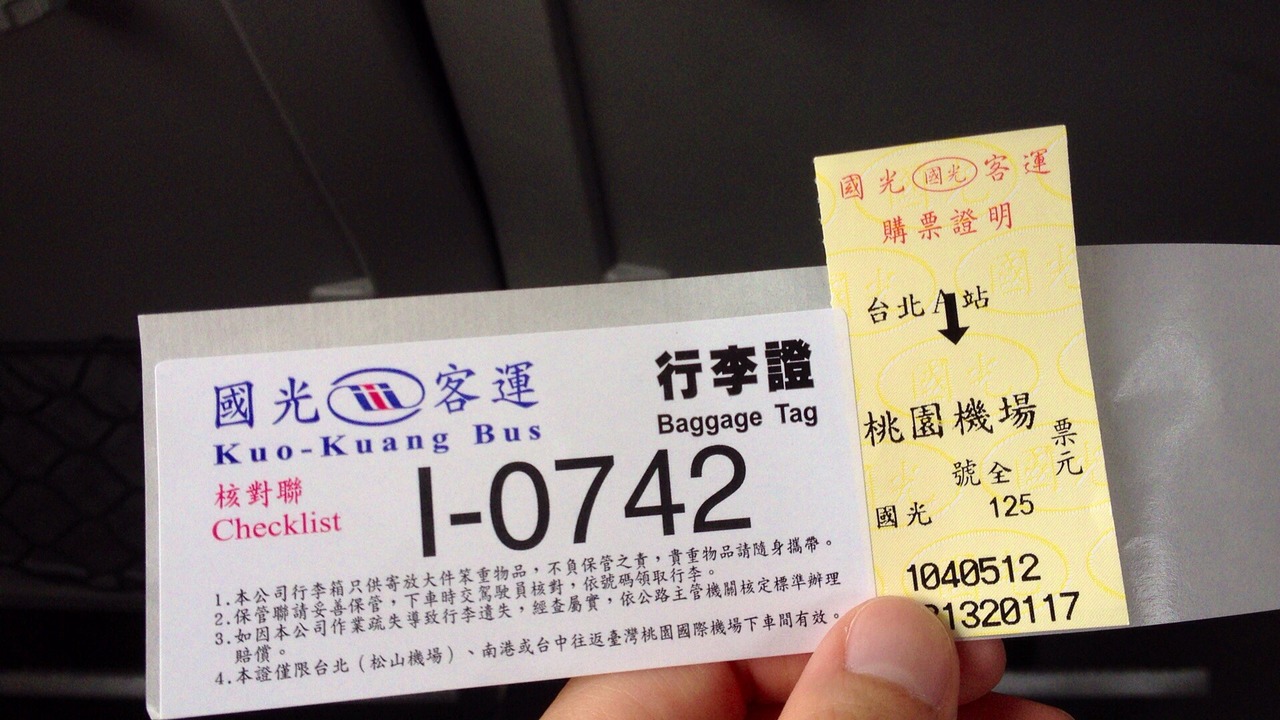 國光客運
Kuo-Kuang Bus
行李證
Baggage Tag
核對聯
Checklist
I-0742
1.本公司行李箱只供寄放大件笨重物品，不負保管之責，貴重物品請隨身攜帶。
2.保管聯請妥善保管，下車時交駕駛員核對，依號碼領取行李。
3.如因本公司作業疏失導致行李遺失，經查屬實，依公路主管機關核定標準辦理
賠償。
4.本證僅限台北（松山機場）、南港或台中往返臺灣桃園國際機場下車間有效。
國光 國光 客運
購票證明
台北A站
桃園機場
號全
票元
國光 125
1040512
1320117